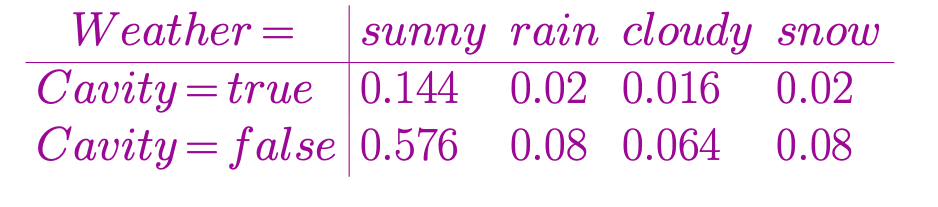 Weather = sunny rain cloudy snow
Cavity = true 0.144 0.02 0.016 0.02
Cavity = false 0.576 0.08 0.064 0.08